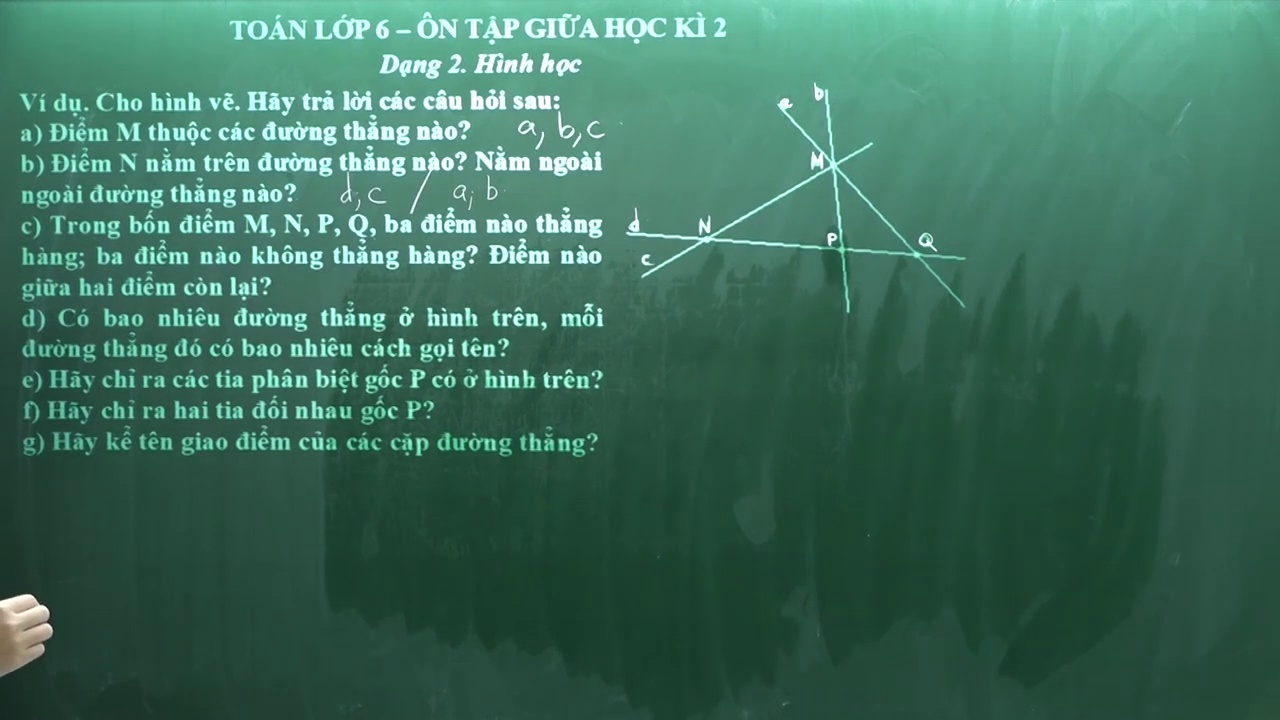 TOÁN LỚP 6 – ÔN TẬP GIỮA HỌC KÌ 2
Dạng 2. Hình học
Ví dụ. Cho hình vẽ. Hãy trả lời các câu hỏi sau:
a) Điểm M thuộc các đường thẳng nào? a, b, c
b) Điểm N nằm trên đường thẳng nào? Nằm ngoài
ngoài đường thẳng nào? d, c / a; b
c) Trong bốn điểm M, N, P, Q, ba điểm nào thẳng
hàng; ba điểm nào không thẳng hàng? Điểm nào
giữa hai điểm còn lại?
d) Có bao nhiêu đường thẳng ở hình trên, mỗi
đường thẳng đó có bao nhiêu cách gọi tên?
e) Hãy chỉ ra các tia phân biệt gốc P có ở hình trên?
f) Hãy chỉ ra hai tia đối nhau gốc P?
g) Hãy kể tên giao điểm của các cặp đường thẳng?
a b
M
d N P Q
c